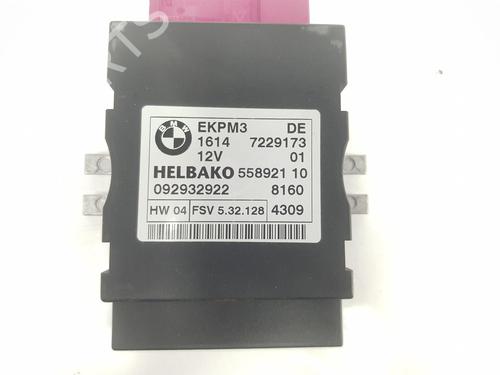 BMW
EKPM3 DE
1614 7229173
12V 01
HELBAKO 558921 10
092932922 8160
HW 04 FSV 5.32.128 4309